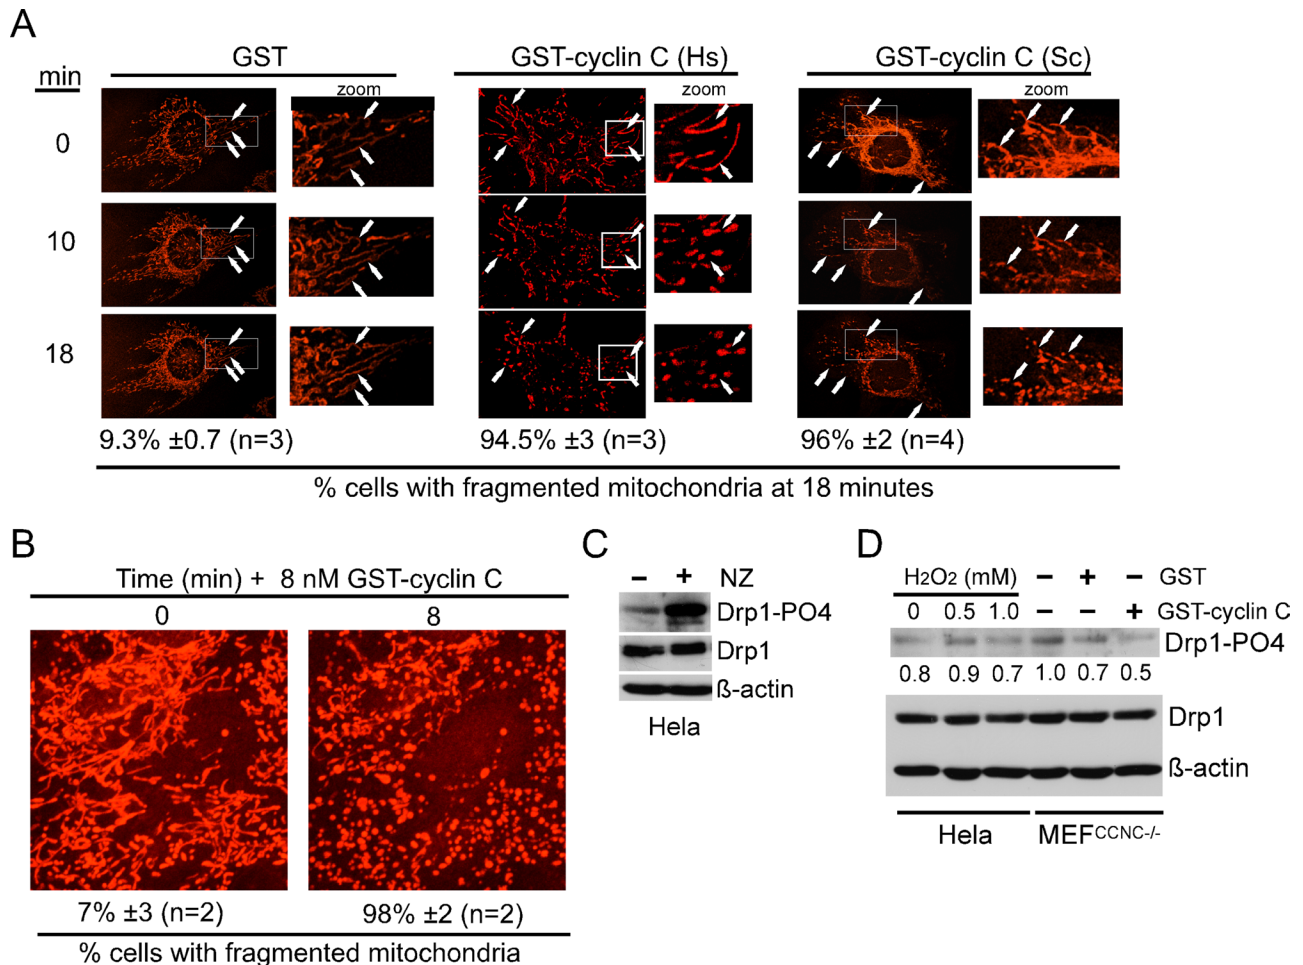 A
GST
GST-cyclin C (Hs)
GST-cyclin C (Sc)
min
zoom
zoom
zoom
0
10
18
9.3% ±0.7 (n=3)
94.5% ±3 (n=3)
96% ±2 (n=4)
% cells with fragmented mitochondria at 18 minutes
B
Time (min) + 8 nM GST-cyclin C
0
8
7% ±3 (n=2)
98% ±2 (n=2)
% cells with fragmented mitochondria
C
− + NZ
Drp1-PO4
Drp1
ß-actin
Hela
D
H2O2 (mM) − + − GST
0 0.5 1.0 − − + GST-cyclin C
Drp1-PO4
0.8 0.9 0.7 1.0 0.7 0.5
Drp1
ß-actin
Hela
MEFCCNC-/-